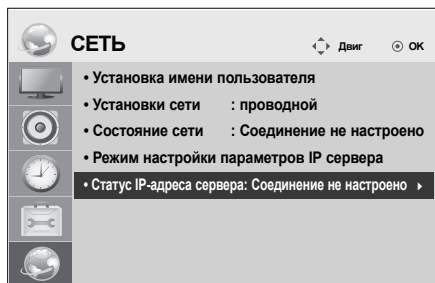 СЕТЬ
Двиг
ОК
• Установка имени пользователя
• Установки сети : проводной
• Состояние сети : Соединение не настроено
• Режим настройки параметров IP сервера
• Статус IP-адреса сервера: Соединение не настроено